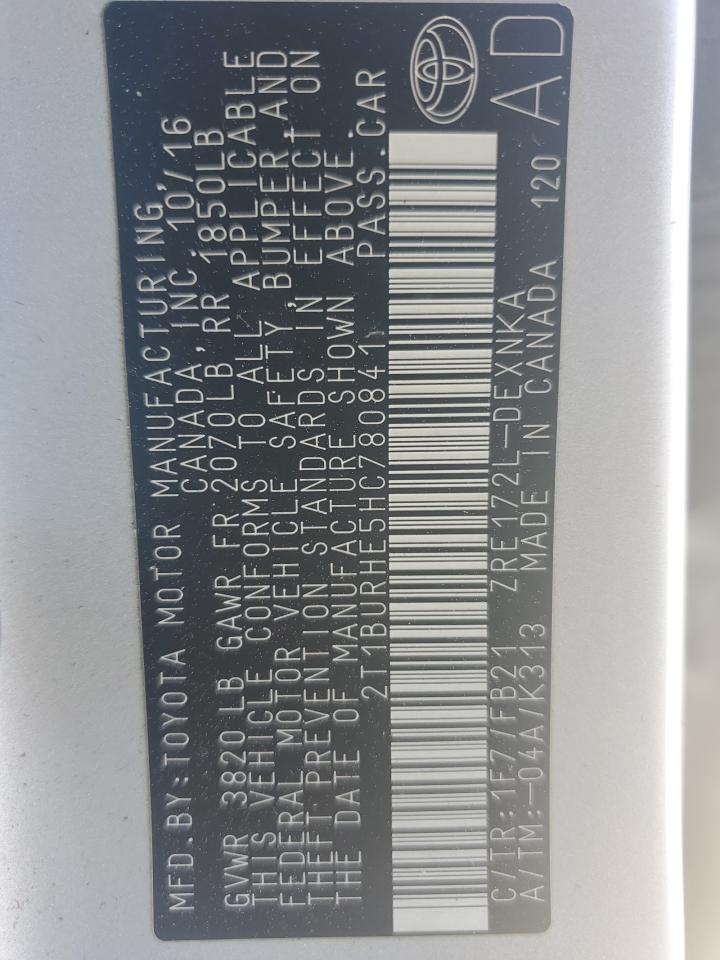 MFD.BY:TOYOTA MOTOR MANUFACTURING,
CANADA, INC. 10/16
GVWR 3820 LB GAWR FR 2070LB, RR 1850LB
THIS VEHICLE CONFORMS TO ALL APPLICABLE
FEDERAL MOTOR VEHICLE SAFETY, BUMPER AND
THEFT PREVENTION STANDARDS IN EFFECT ON
THE DATE OF MANUFACTURE SHOWN ABOVE.
2T1BURHE5HC780841 PASS.CAR
C/TR:1F7/FB21 ZRE172L-DEXNKA 120
A/TM:-04A/K313 MADE IN CANADA
AD